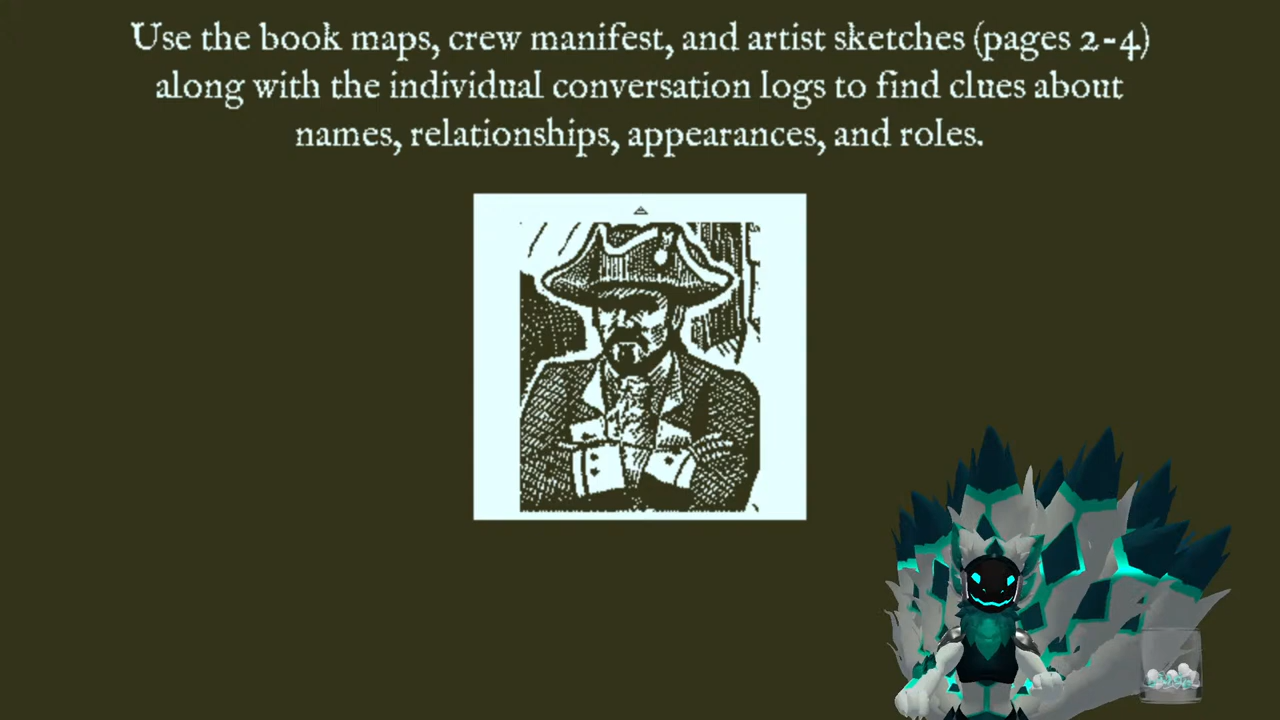 Use the book maps, crew manifest, and artist sketches (pages 2-4)
along with the individual conversation logs to find clues about
names, relationships, appearances, and roles.